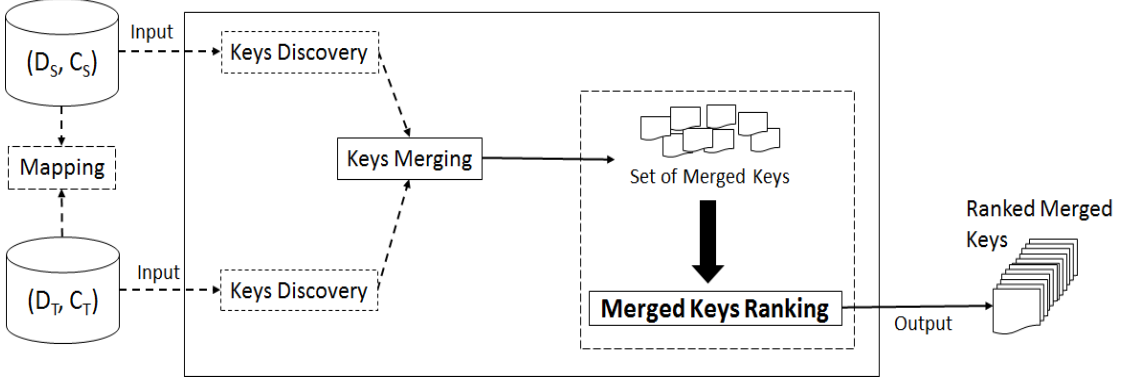 Input
(DS, CS)
Keys Discovery
Mapping
Keys Merging
Set of Merged Keys
Input
(DT, CT)
Keys Discovery
Merged Keys Ranking
Output
Ranked Merged
Keys